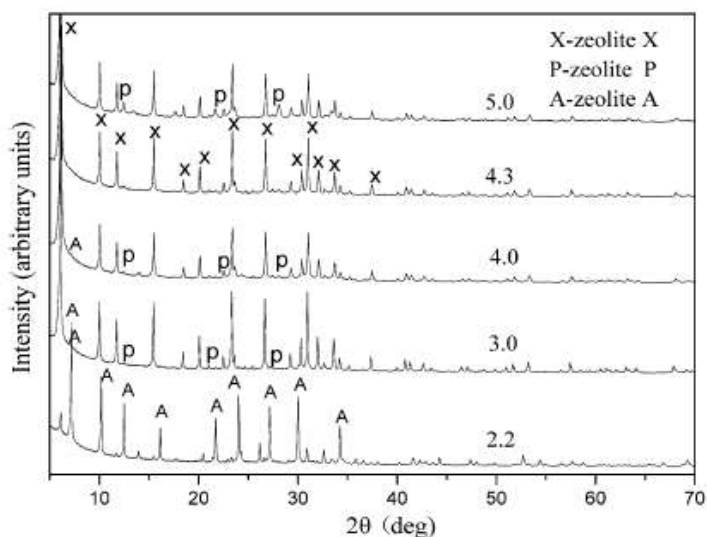 X
X-zeolite X
P-zeolite P
A-zeolite A
p
p
p
5.0
X
X
X
X
X
X
X
X
X
X
X
X
4.3
A
p
p
p
4.0
A
A
p
p
p
3.0
A
A
A
A
A
A
A
A
2.2
Intensity (arbitrary units)
10
20
30
40
50
60
70
2θ (deg)